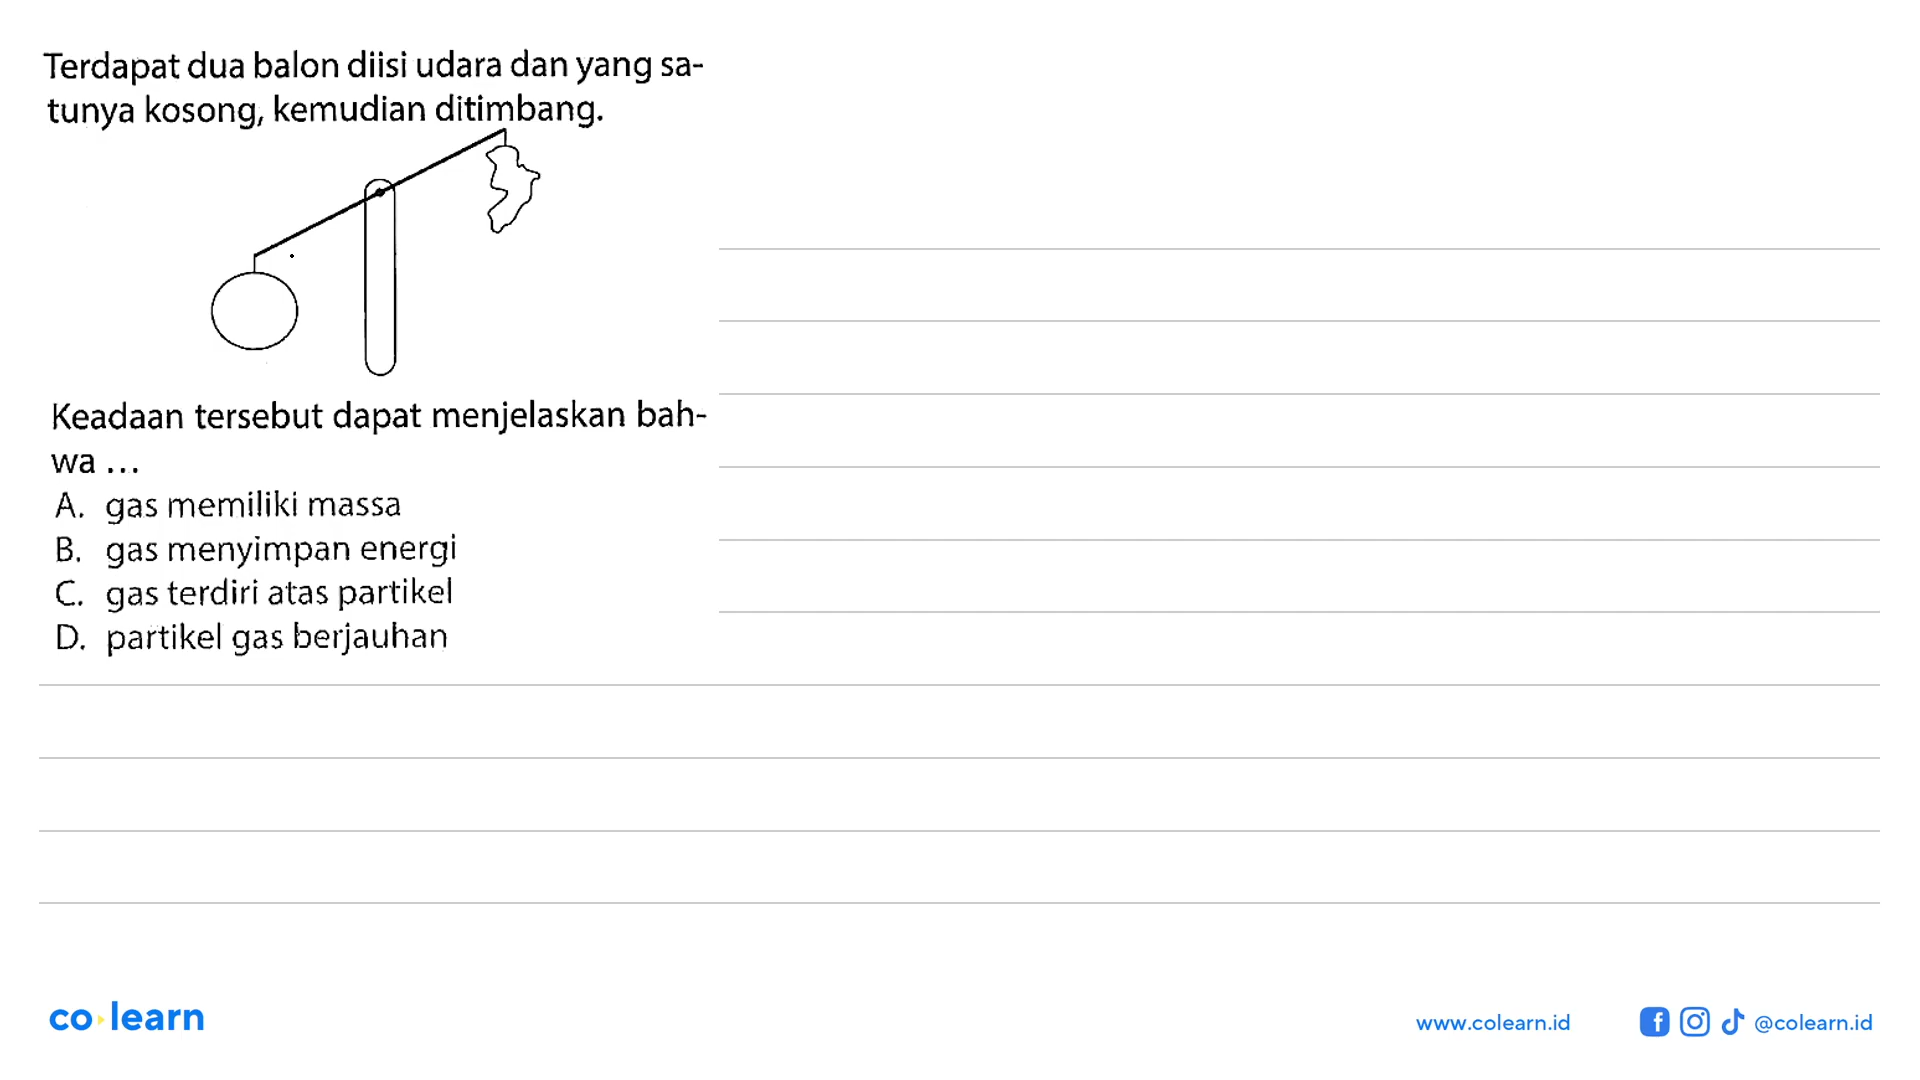 Terdapat dua balon diisi udara dan yang sa-
tunya kosong, kemudian ditimbang.
Keadaan tersebut dapat menjelaskan bah-
wa ...
A. gas memiliki massa
B. gas menyimpan energi
C. gas terdiri atas partikel
D. partikel gas berjauhan
co learn
www.colearn.id
@colearn.id